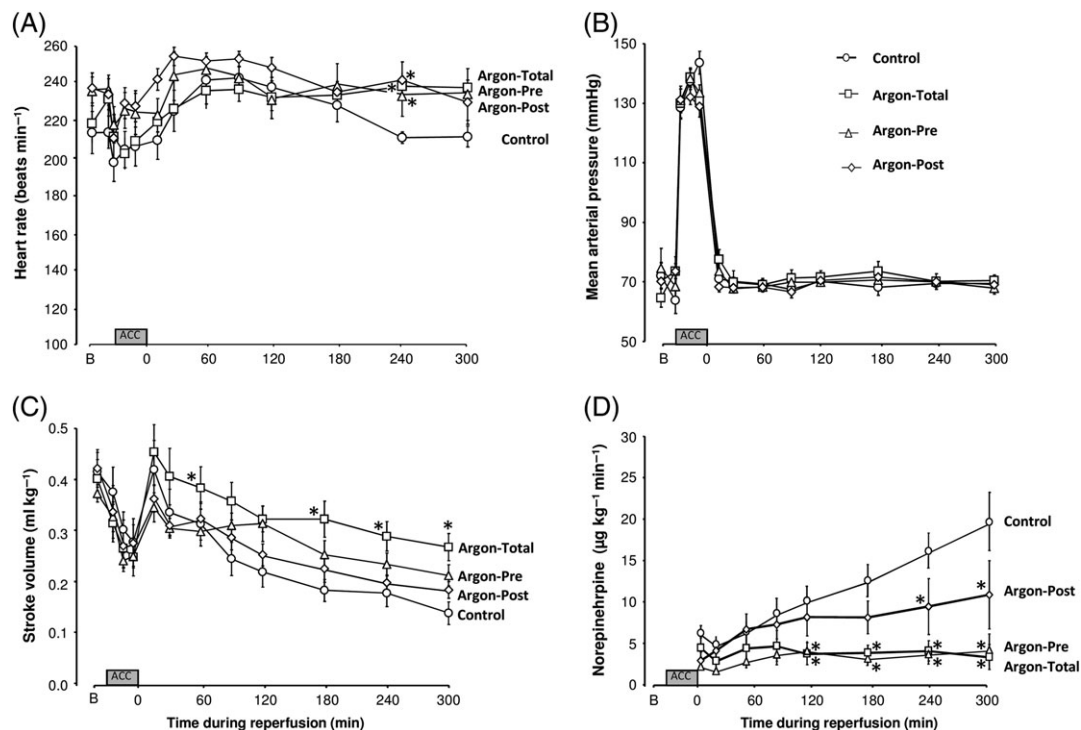 (A)
260
240
220
200
180
160
140
120
100
Heart rate (beats min⁻¹)
Argon-Total
Argon-Pre
Argon-Post
Control
* * *
ACC
B 0 60 120 180 240 300
(B)
150
130
110
90
70
50
Mean arterial pressure (mmHg)
Control
Argon-Total
Argon-Pre
Argon-Post
ACC
B 0 60 120 180 240 300
(C)
0.5
0.4
0.3
0.2
0.1
0.0
Stroke volume (ml kg⁻¹)
* * * *
Argon-Total
Argon-Pre
Argon-Post
Control
ACC
B 0 60 120 180 240 300
Time during reperfusion (min)
(D)
30
25
20
15
10
5
0
Norepinehrpine (µg kg⁻¹ min⁻¹)
Control
* *
Argon-Post
* * * *
Argon-Pre
* * * *
Argon-Total
ACC
B 0 60 120 180 240 300
Time during reperfusion (min)